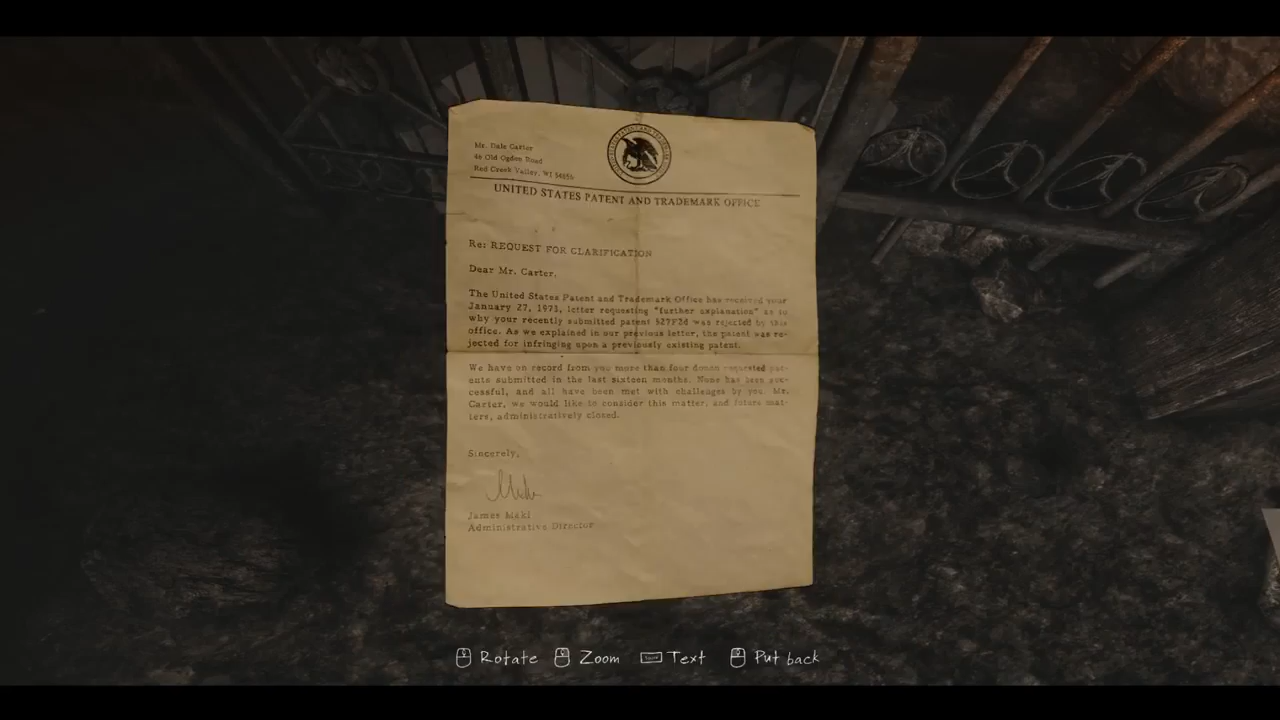 Mr. Dale Carter
46 Old Ogden Road
Red Creek Valley, WI
UNITED STATES PATENT AND TRADEMARK OFFICE
Re: REQUEST FOR CLARIFICATION
Dear Mr. Carter,
The United States Patent and Trademark Office has received your
January 27, 1973, letter requesting "further explanation" as to
why your recently submitted patent 527F2d was rejected by this
office. As we explained in our previous letter, the patent was re-
jected for infringing upon a previously existing patent.
We have on record from you more than four dozen requested pat-
ents submitted in the last sixteen months. None has been suc-
cessful, and all have been met with challenges by you. Mr.
Carter, we would like to consider this matter, and future mat-
ters, administratively closed.
Sincerely,
James Maki
Administrative Director
Rotate Zoom Text Put back